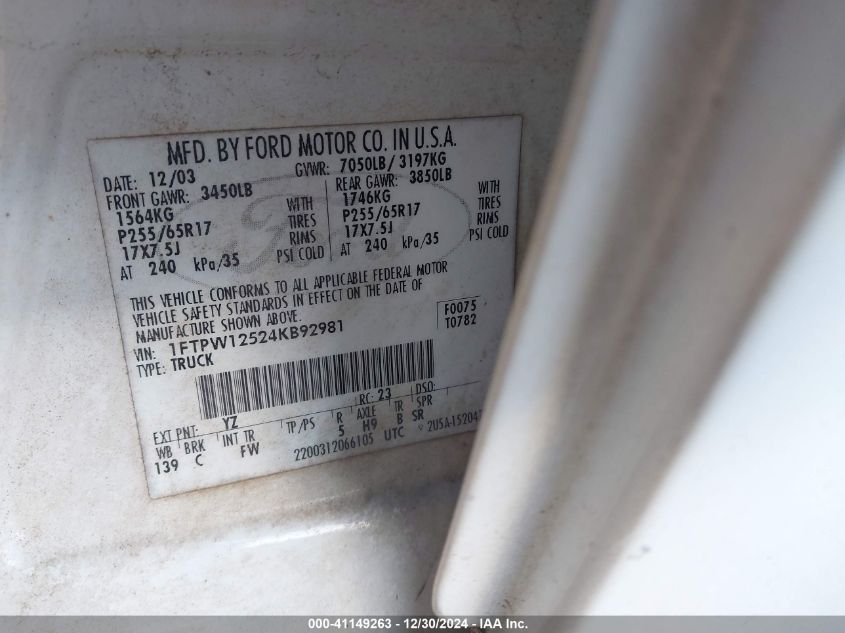 MFD. BY FORD MOTOR CO. IN U.S.A.
DATE: 12/03 GVWR: 7050LB/ 3197KG
FRONT GAWR: 3450LB REAR GAWR: 3850LB
1564KG WITH 1746KG WITH
P255/65R17 TIRES P255/65R17 TIRES
17X7.5J RIMS 17X7.5J RIMS
AT 240 kPa/35 PSI COLD AT 240 kPa/35 PSI COLD
THIS VEHICLE CONFORMS TO ALL APPLICABLE FEDERAL MOTOR
VEHICLE SAFETY STANDARDS IN EFFECT ON THE DATE OF
MANUFACTURE SHOWN ABOVE.
VIN: 1FTPW12524KB92981 F0075
TYPE: TRUCK T0782
EXT PNT: YZ RC: 23 DSO:
WB BRK INT TR TP/PS R AXLE TR SPR
139 C FW 5 H9 B SR
2200312066105 UTC
000-41149263 - 12/30/2024 - IAA Inc.